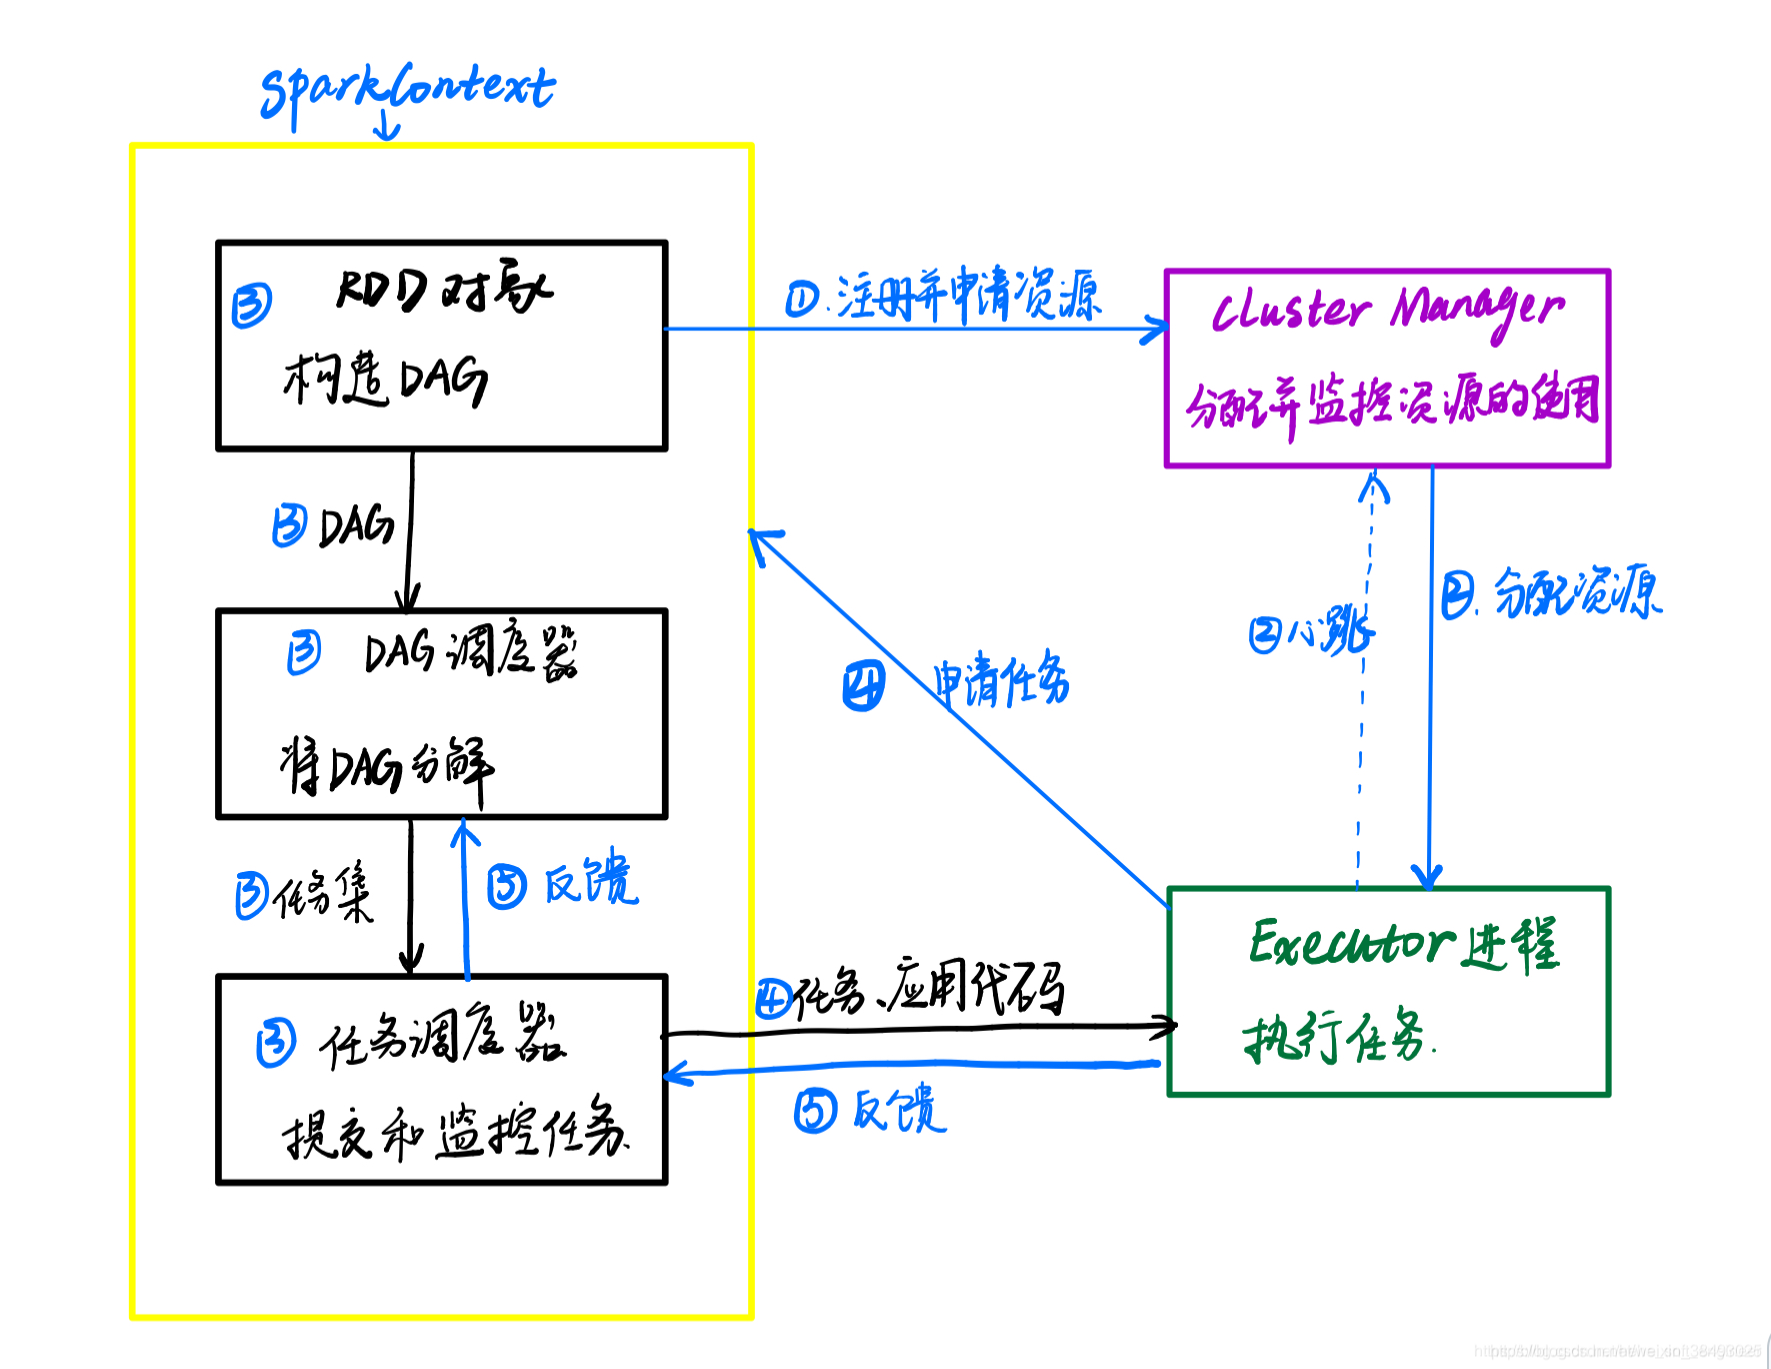 SparkContext
③ RDD对象
构造DAG
①.注册并申请资源
Cluster Manager
分配并监控资源的使用
③ DAG
③ DAG调度器
将DAG分解
②心跳
②.分配资源
④ 申请任务
③任务集
⑤反馈
③ 任务调度器
提交和监控任务.
④任务、应用代码
⑤反馈
Executor进程
执行任务.